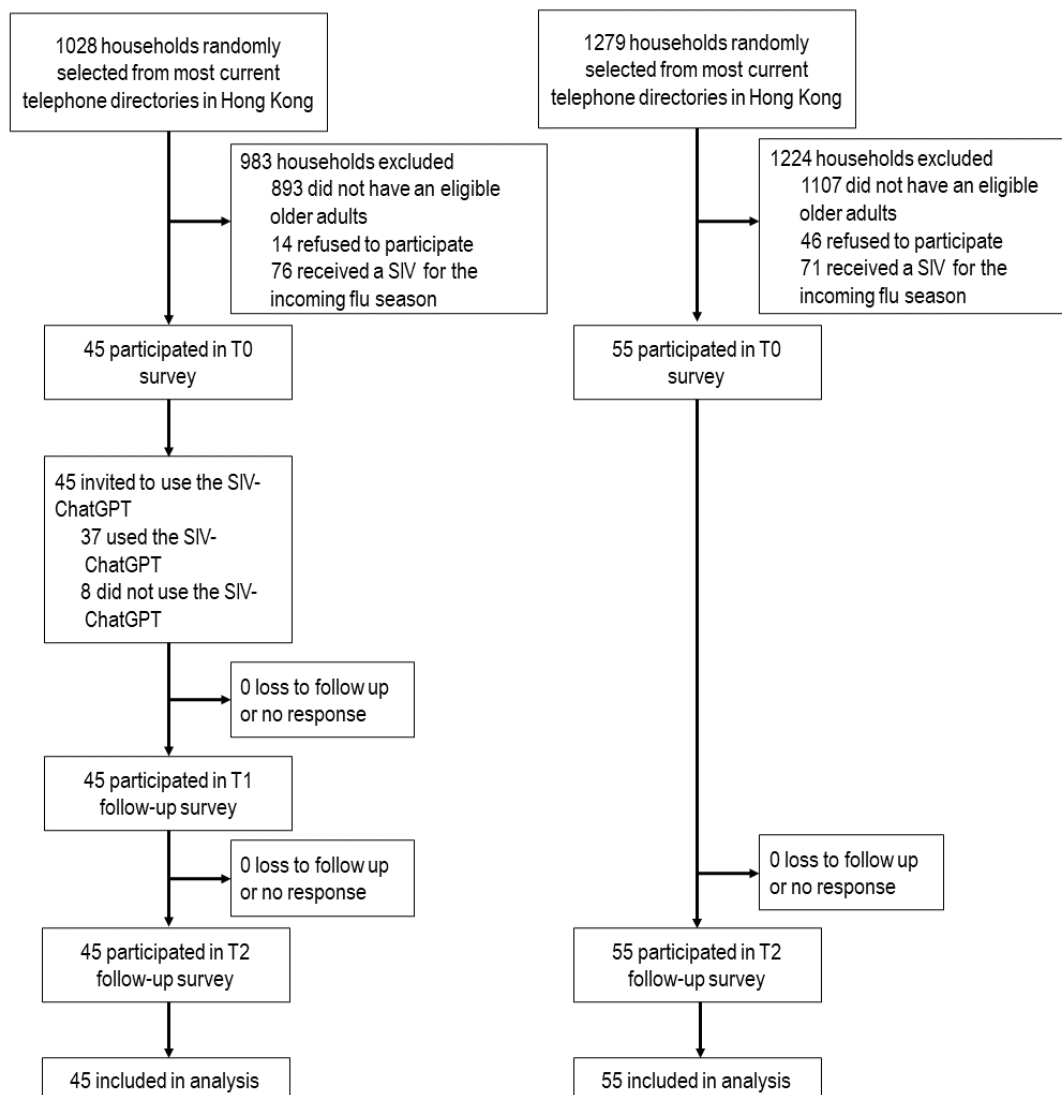 1028 households randomly
selected from most current
telephone directories in Hong Kong
983 households excluded
893 did not have an eligible
older adults
14 refused to participate
76 received a SIV for the
incoming flu season
45 participated in T0
survey
45 invited to use the SIV-
ChatGPT
37 used the SIV-
ChatGPT
8 did not use the SIV-
ChatGPT
0 loss to follow up
or no response
45 participated in T1
follow-up survey
0 loss to follow up
or no response
45 participated in T2
follow-up survey
45 included in analysis
1279 households randomly
selected from most current
telephone directories in Hong Kong
1224 households excluded
1107 did not have an eligible
older adults
46 refused to participate
71 received a SIV for the
incoming flu season
55 participated in T0
survey
0 loss to follow up
or no response
55 participated in T2
follow-up survey
55 included in analysis